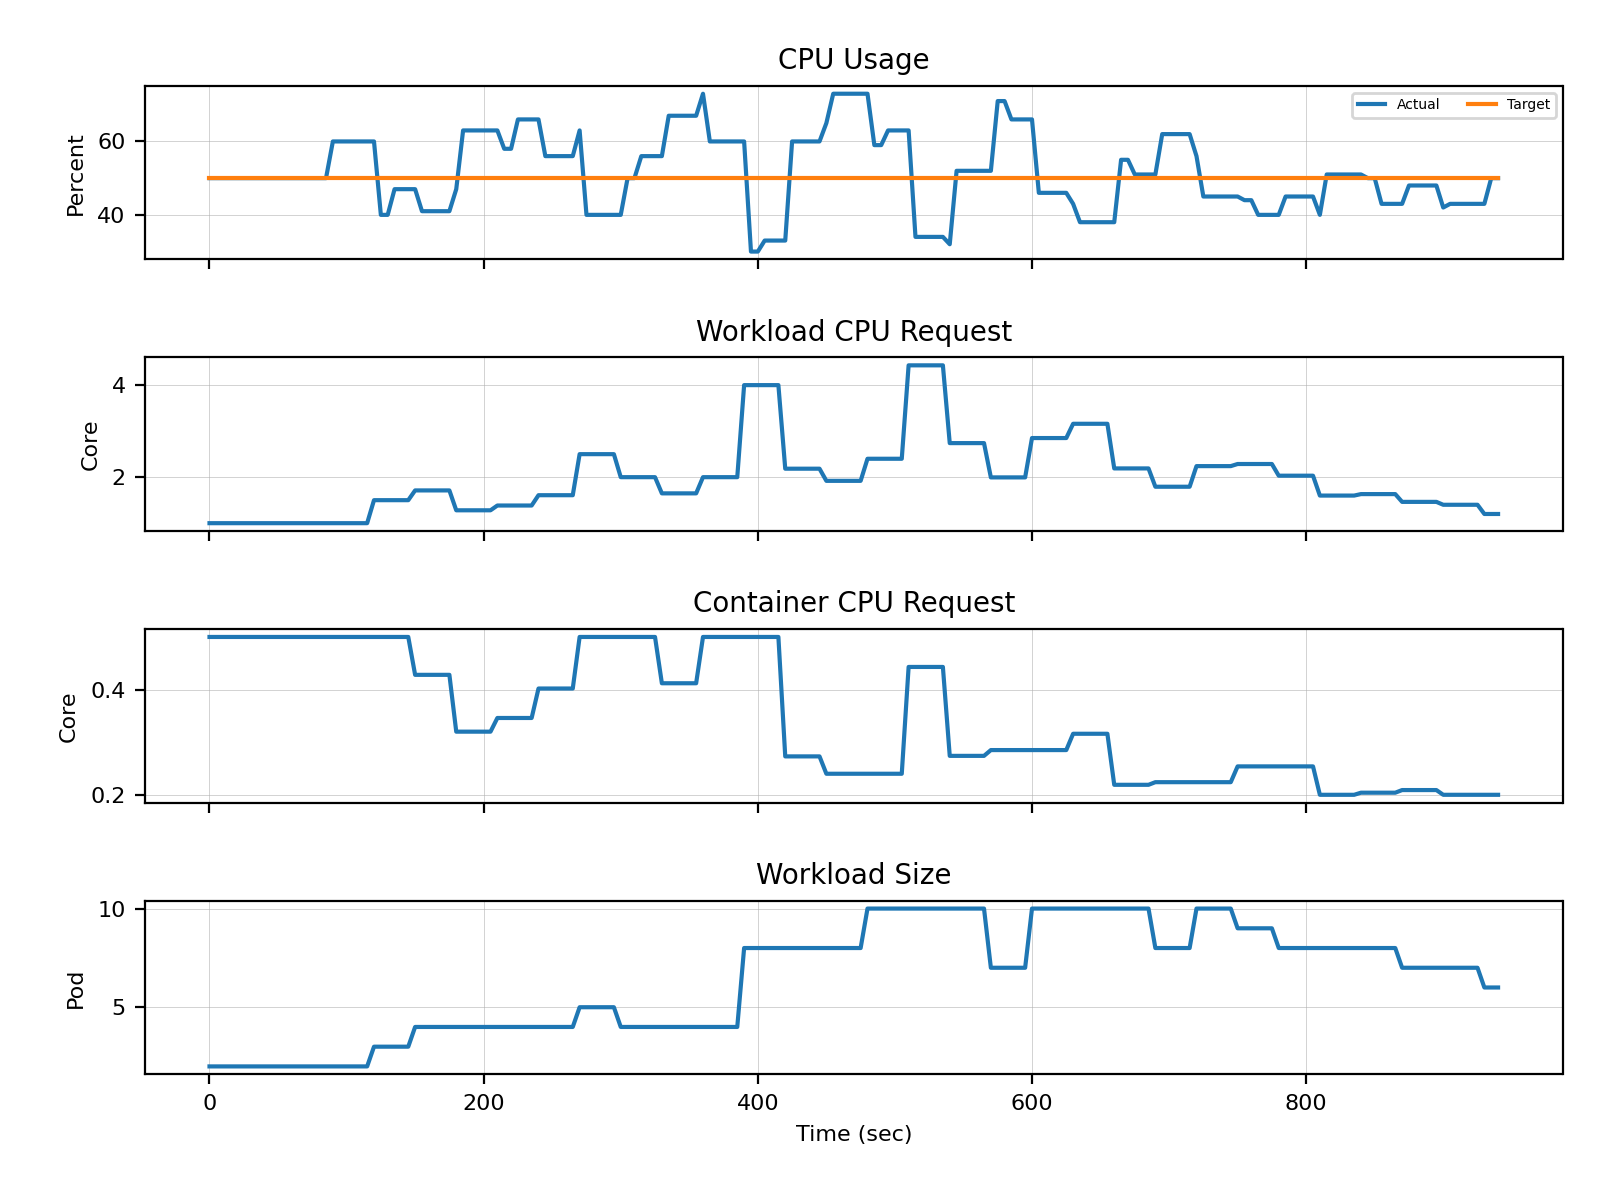 CPU Usage
Percent
60
40
Actual
Target
Workload CPU Request
Core
4
2
Container CPU Request
Core
0.4
0.2
Workload Size
Pod
10
5
0 200 400 600 800
Time (sec)